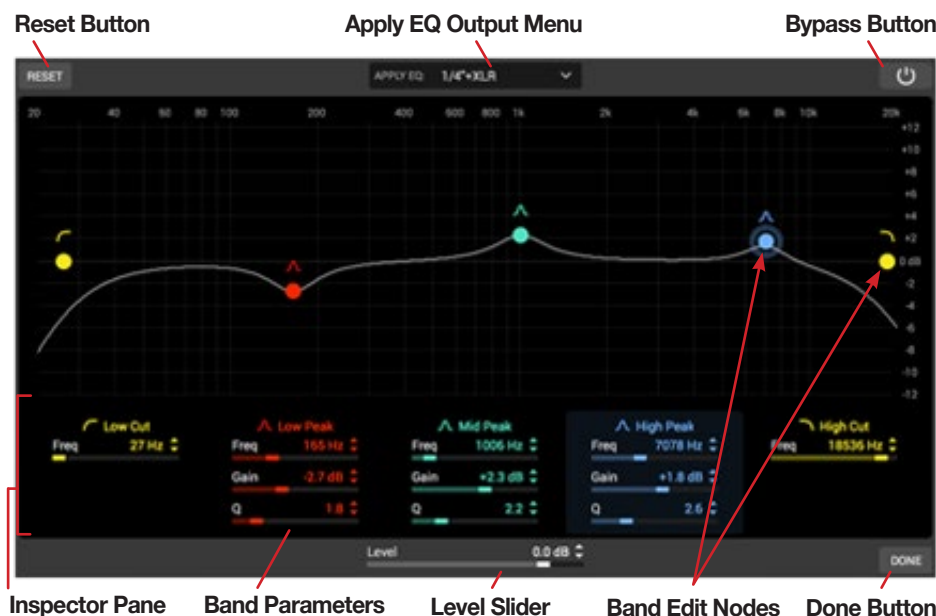 Reset Button Apply EQ Output Menu Bypass Button
RESET APPLY EQ: 1/4"+XLR
20 40 60 80 100 200 400 600 800 1k 2k 4k 6k 8k 10k 20k
+12
+10
+8
+6
+4
+2
0 dB
-2
-4
-6
-8
-10
-12
Low Cut Low Peak Mid Peak High Peak High Cut
Freq 27 Hz Freq 165 Hz Freq 1006 Hz Freq 7078 Hz Freq 18536 Hz
Gain -2.7 dB Gain +2.3 dB Gain +1.8 dB
Q 1.8 Q 2.2 Q 2.6
Level 0.0 dB
DONE
Inspector Pane Band Parameters Level Slider Band Edit Nodes Done Button